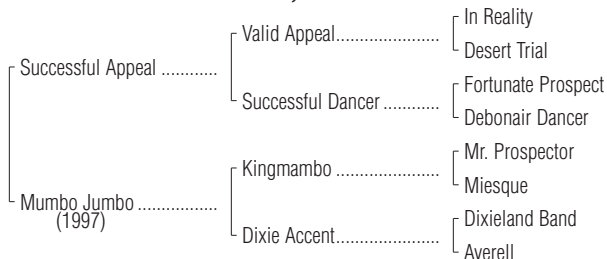 In Reality
Valid Appeal....................
Desert Trial
Successful Appeal ............
Fortunate Prospect
Successful Dancer ............
Debonair Dancer
Mr. Prospector
Kingmambo ......................
Miesque
Mumbo Jumbo .................
(1997)
Dixieland Band
Dixie Accent......................
Averell